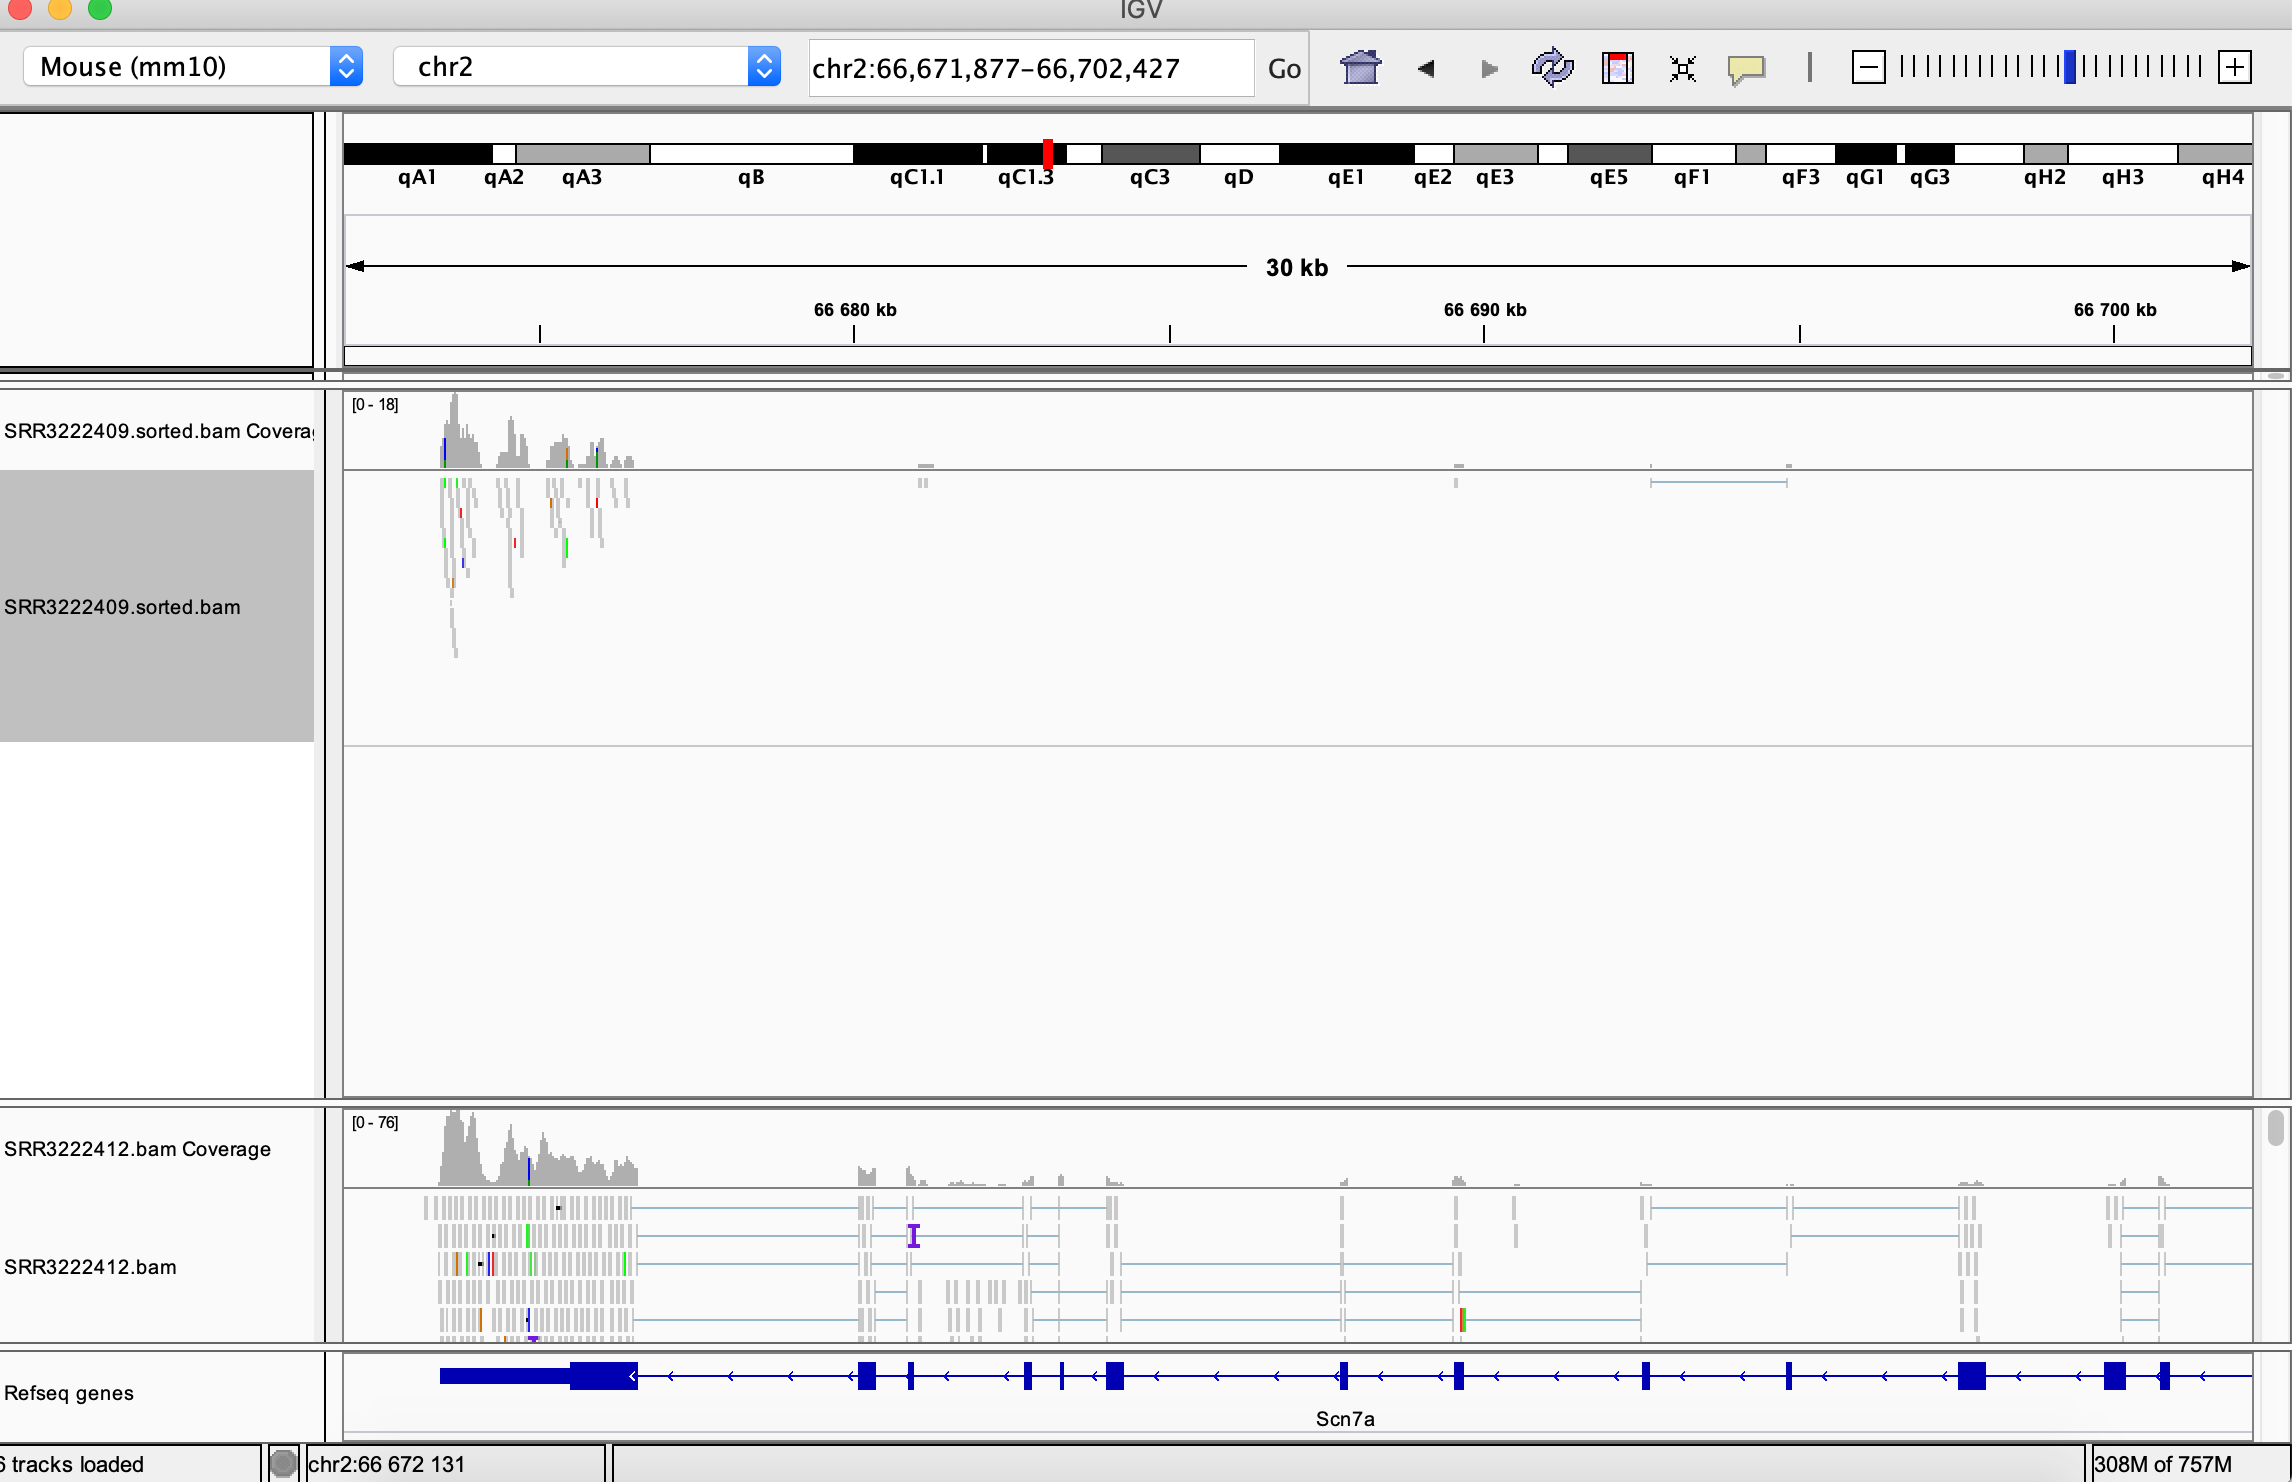 IGV
Mouse (mm10) chr2 chr2:66,671,877-66,702,427 Go
qA1 qA2 qA3 qB qC1.1 qC1.3 qC3 qD qE1 qE2 qE3 qE5 qF1 qF3 qG1 qG3 qH2 qH3 qH4
30 kb
66 680 kb 66 690 kb 66 700 kb
[0 - 18]
SRR3222409.sorted.bam Covera
SRR3222409.sorted.bam
[0 - 76]
SRR3222412.bam Coverage
SRR3222412.bam
Refseq genes
Scn7a
6 tracks loaded chr2:66 672 131 308M of 757M